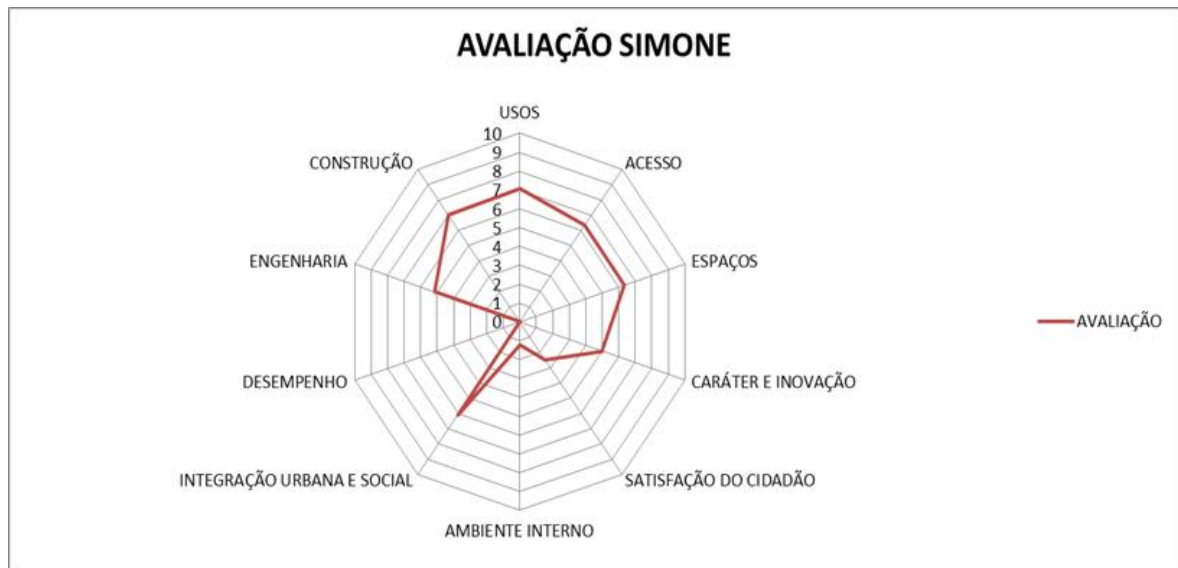 AVALIAÇÃO SIMONE
USOS
ACESSO
ESPAÇOS
CARÁTER E INOVAÇÃO
SATISFAÇÃO DO CIDADÃO
AMBIENTE INTERNO
INTEGRAÇÃO URBANA E SOCIAL
DESEMPENHO
ENGENHARIA
CONSTRUÇÃO
10
9
8
7
6
5
4
3
2
1
0
AVALIAÇÃO